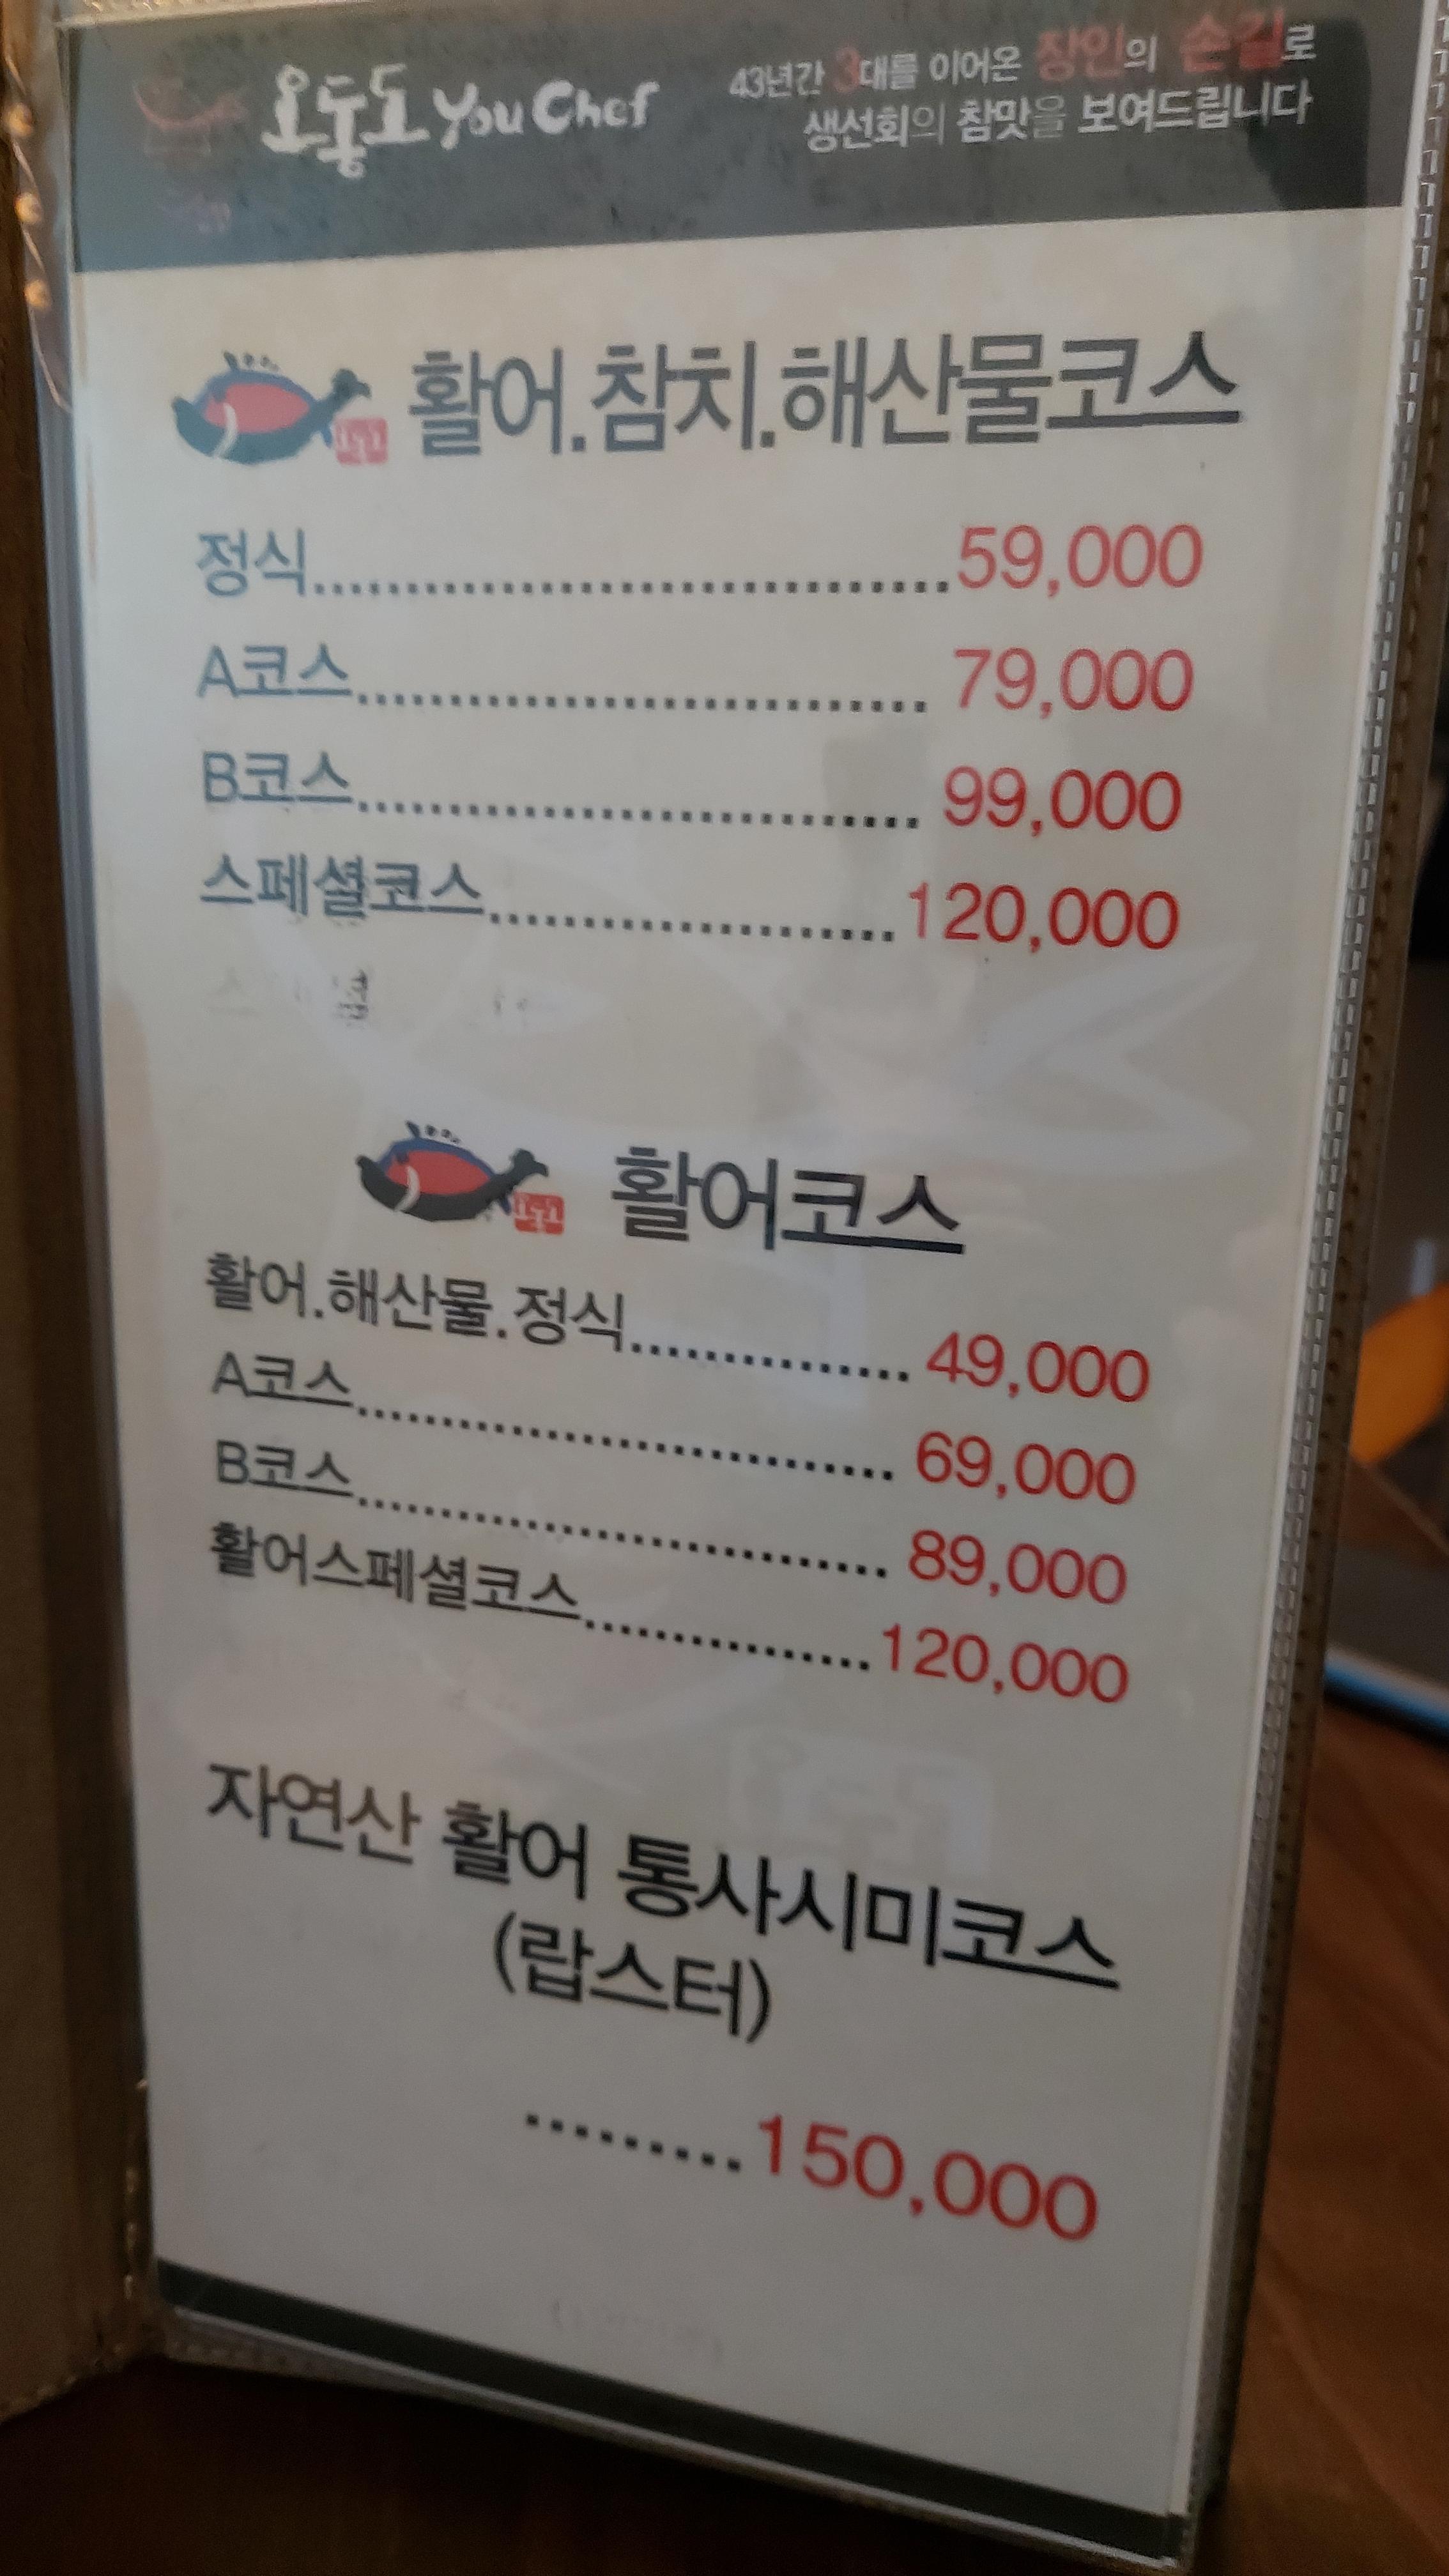 오동도 You Chef
43년간 3대를 이어온 장인의 손길로
생선회의 참맛을 보여드립니다
활어.참치.해산물코스
정식....................................59,000
A코스................................ 79,000
B코스................................ 99,000
스페셜코스......................120,000
활어코스
활어.해산물.정식............... 49,000
A코스............................. 69,000
B코스............................. 89,000
활어스페셜코스................120,000
자연산 활어 통사시미코스
(랍스터)
.........150,000